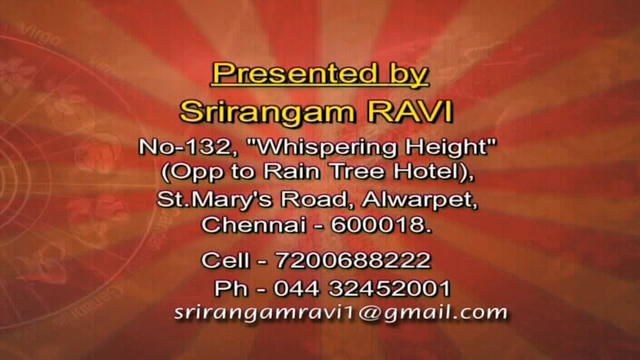 Virgo
Presented by
Srirangam RAVI
No-132, "Whispering Height"
(Opp to Rain Tree Hotel),
St.Mary's Road, Alwarpet,
Chennai - 600018.
Cell - 7200688222
Ph - 044 32452001
srirangamravi1@gmail.com